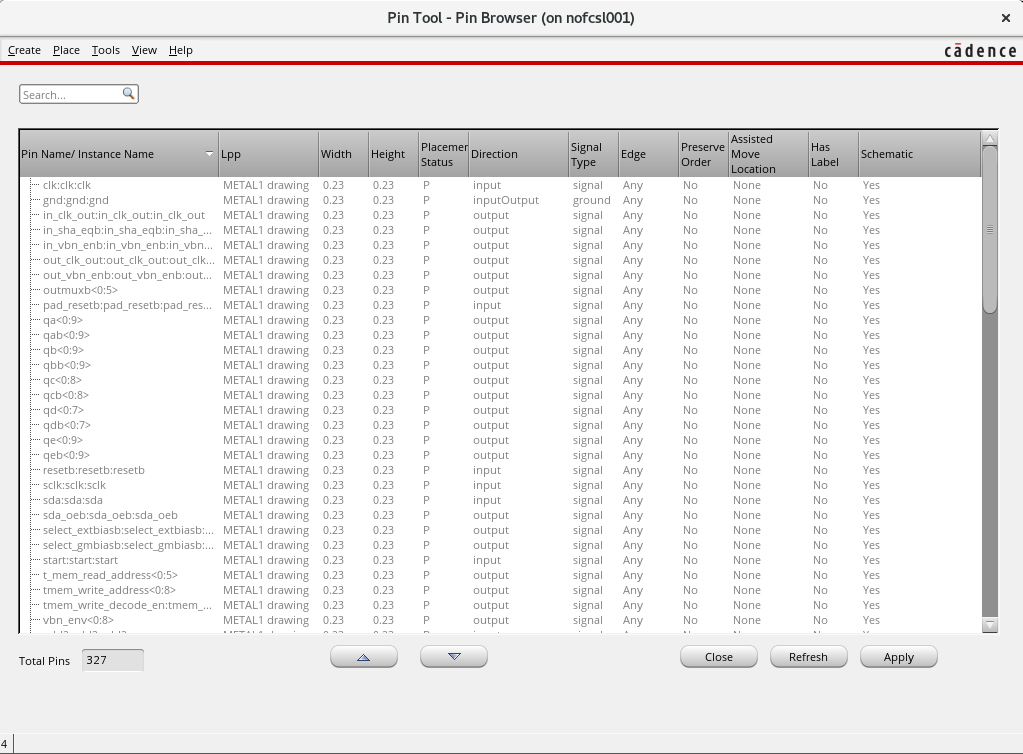 Pin Tool - Pin Browser (on nofcsl001)
Create Place Tools View Help cādence
Search...
Pin Name/ Instance Name Lpp Width Height Placemer Status Direction Signal Type Edge Preserve Order Assisted Move Location Has Label Schematic
clk:clk:clk METAL1 drawing 0.23 0.23 P input signal Any No None No Yes
gnd:gnd:gnd METAL1 drawing 0.23 0.23 P inputOutput ground Any No None No Yes
in_clk_out:in_clk_out:in_clk_out METAL1 drawing 0.23 0.23 P output signal Any No None No Yes
in_sha_eqb:in_sha_eqb:in_sha_... METAL1 drawing 0.23 0.23 P output signal Any No None No Yes
in_vbn_enb:in_vbn_enb:in_vbn... METAL1 drawing 0.23 0.23 P output signal Any No None No Yes
out_clk_out:out_clk_out:out_clk... METAL1 drawing 0.23 0.23 P output signal Any No None No Yes
out_vbn_enb:out_vbn_enb:out... METAL1 drawing 0.23 0.23 P output signal Any No None No Yes
outmuxb<0:5> METAL1 drawing 0.23 0.23 P output signal Any No None No Yes
pad_resetb:pad_resetb:pad_res... METAL1 drawing 0.23 0.23 P input signal Any No None No Yes
qa<0:9> METAL1 drawing 0.23 0.23 P output signal Any No None No Yes
qab<0:9> METAL1 drawing 0.23 0.23 P output signal Any No None No Yes
qb<0:9> METAL1 drawing 0.23 0.23 P output signal Any No None No Yes
qbb<0:9> METAL1 drawing 0.23 0.23 P output signal Any No None No Yes
qc<0:8> METAL1 drawing 0.23 0.23 P output signal Any No None No Yes
qcb<0:8> METAL1 drawing 0.23 0.23 P output signal Any No None No Yes
qd<0:7> METAL1 drawing 0.23 0.23 P output signal Any No None No Yes
qdb<0:7> METAL1 drawing 0.23 0.23 P output signal Any No None No Yes
qe<0:9> METAL1 drawing 0.23 0.23 P output signal Any No None No Yes
qeb<0:9> METAL1 drawing 0.23 0.23 P output signal Any No None No Yes
resetb:resetb:resetb METAL1 drawing 0.23 0.23 P input signal Any No None No Yes
sclk:sclk:sclk METAL1 drawing 0.23 0.23 P input signal Any No None No Yes
sda:sda:sda METAL1 drawing 0.23 0.23 P input signal Any No None No Yes
sda_oeb:sda_oeb:sda_oeb METAL1 drawing 0.23 0.23 P output signal Any No None No Yes
select_extbiasb:select_extbiasb:... METAL1 drawing 0.23 0.23 P output signal Any No None No Yes
select_gmbiasb:select_gmbiasb:... METAL1 drawing 0.23 0.23 P output signal Any No None No Yes
start:start:start METAL1 drawing 0.23 0.23 P input signal Any No None No Yes
t_mem_read_address<0:5> METAL1 drawing 0.23 0.23 P output signal Any No None No Yes
tmem_write_address<0:8> METAL1 drawing 0.23 0.23 P output signal Any No None No Yes
tmem_write_decode_en:tmem_... METAL1 drawing 0.23 0.23 P output signal Any No None No Yes
vbn_env<0:8> METAL1 drawing 0.23 0.23 P output signal Any No None No Yes
Total Pins 327 Close Refresh Apply
4